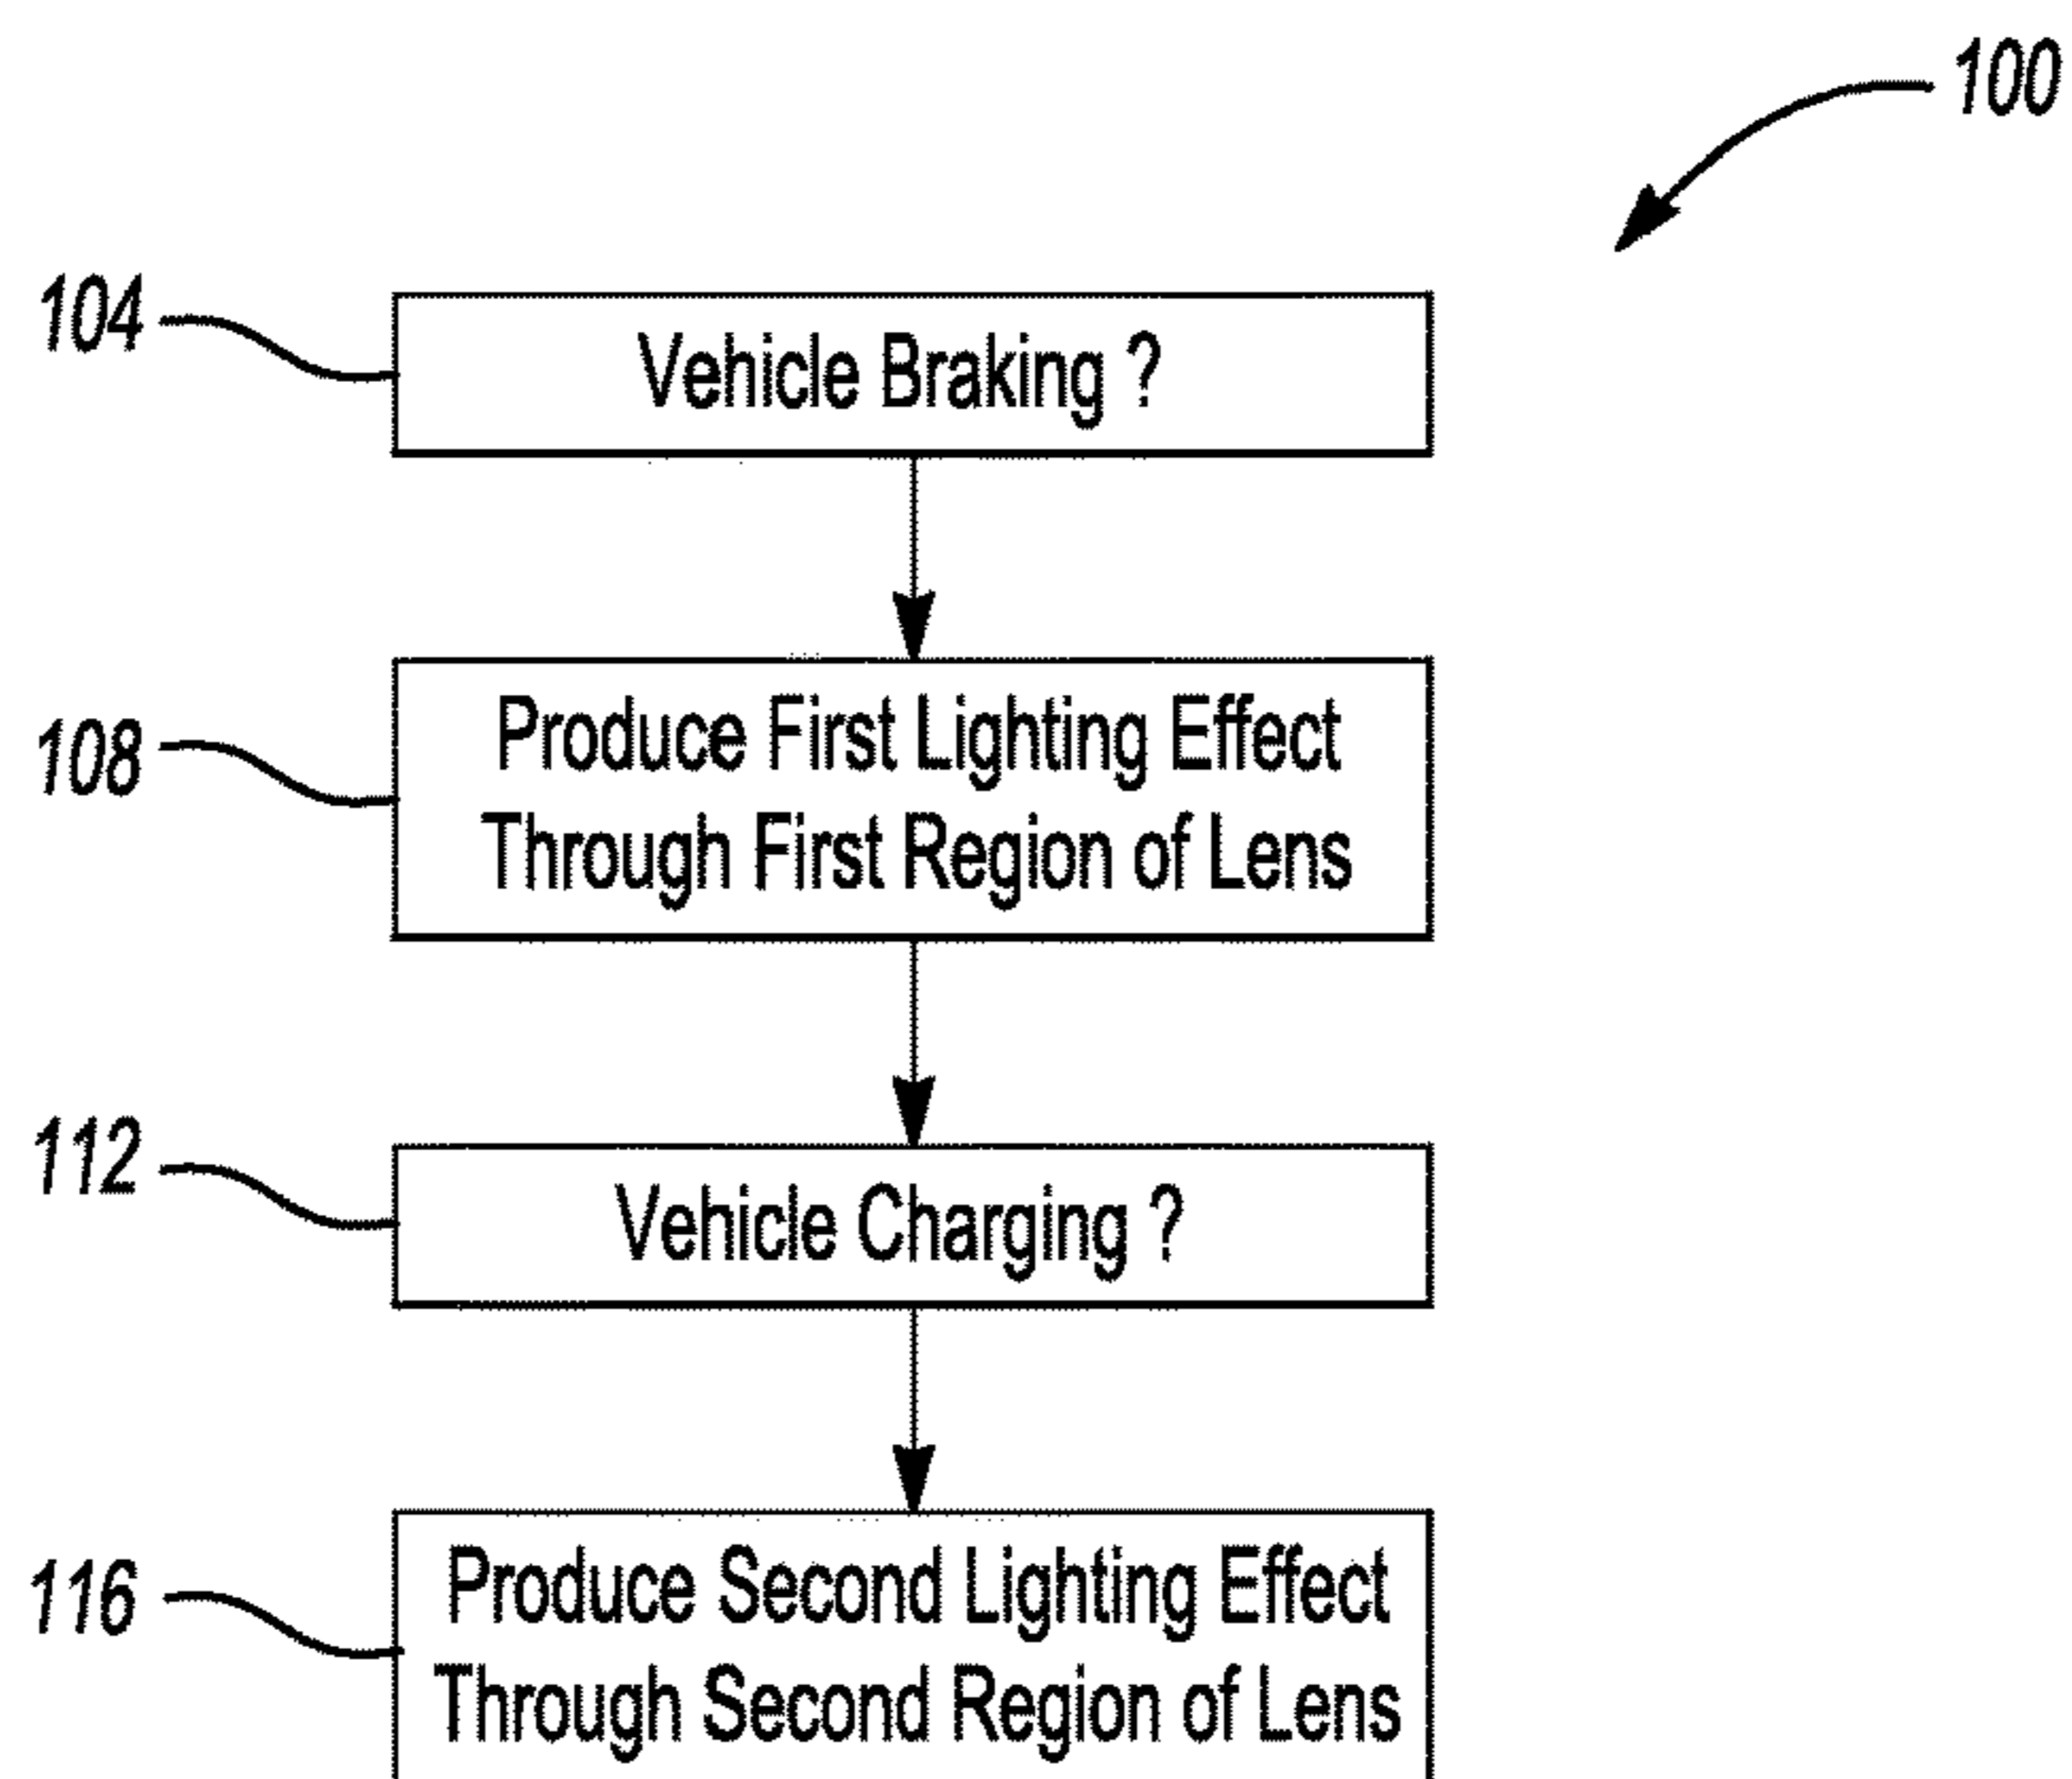 100
104
Vehicle Braking ?
108
Produce First Lighting Effect
Through First Region of Lens
112
Vehicle Charging ?
116
Produce Second Lighting Effect
Through Second Region of Lens